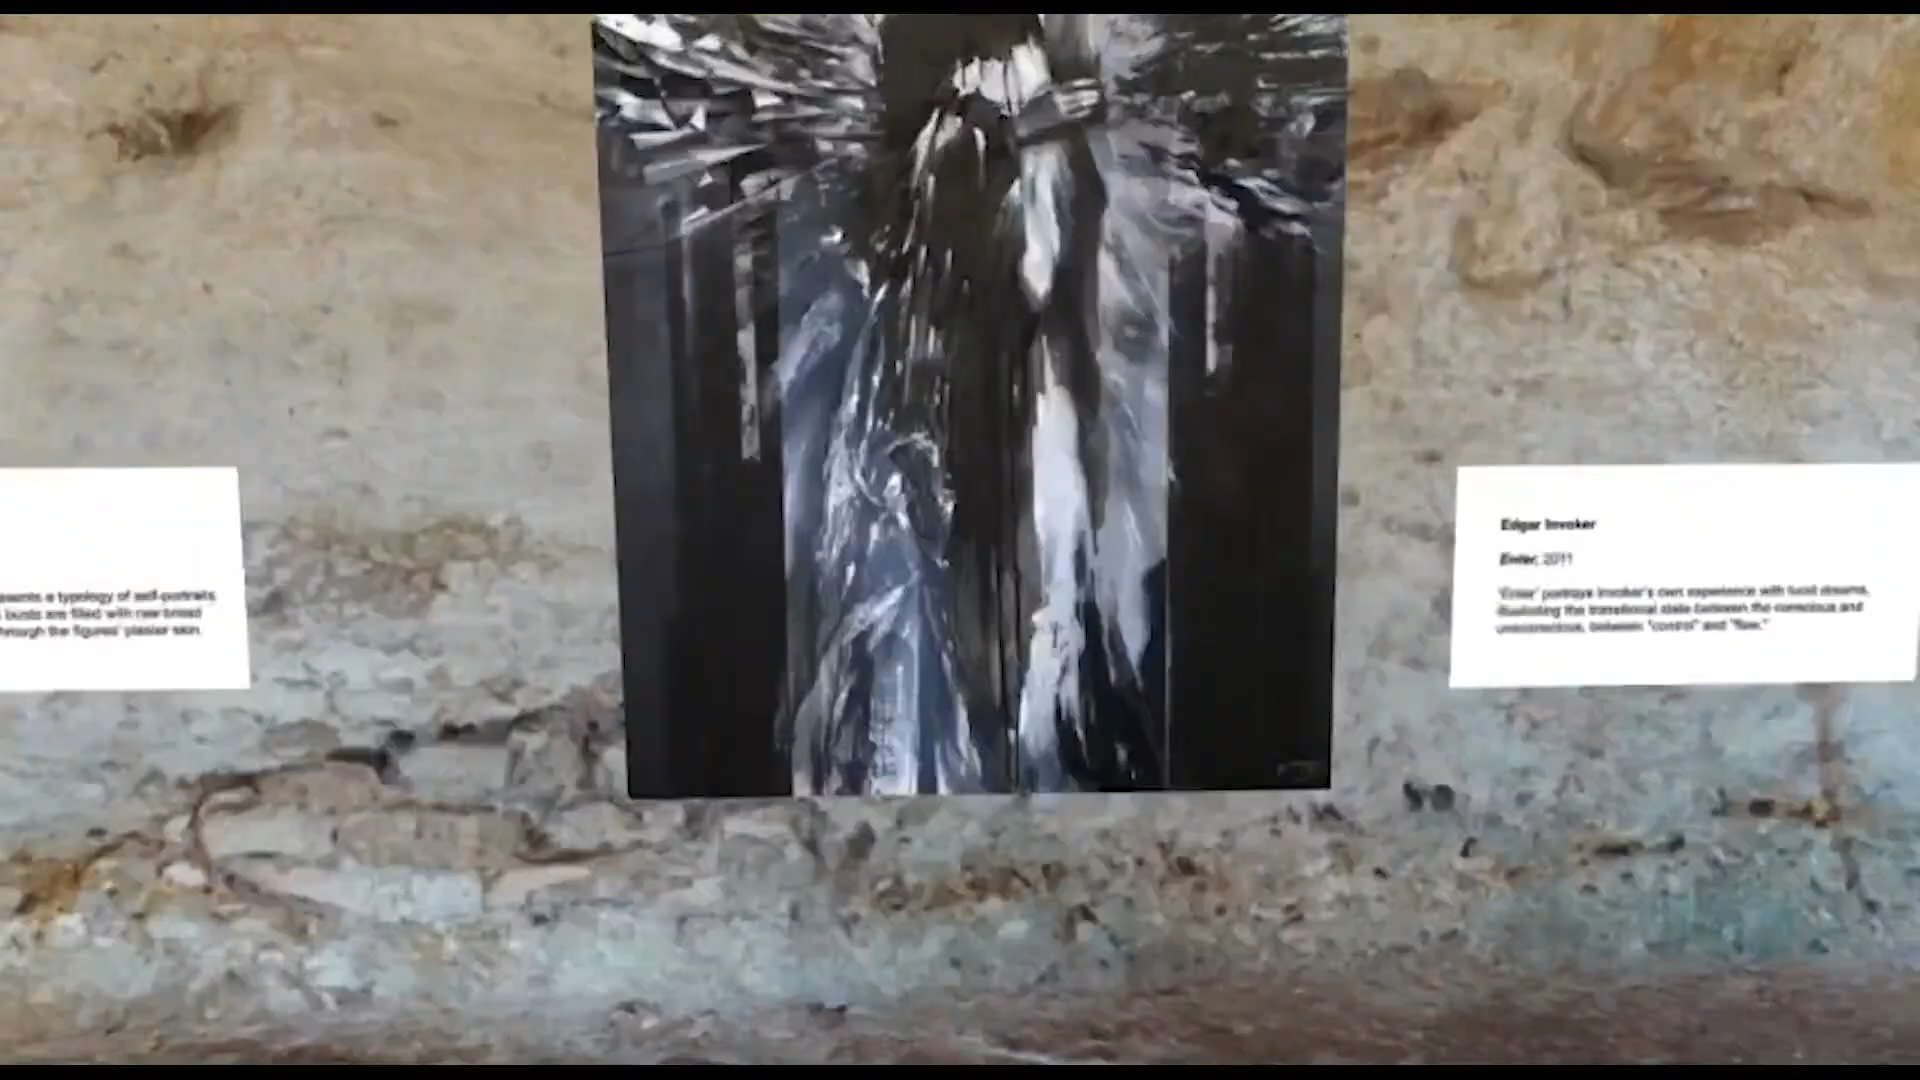 esents a typology of self-portraits
busts are filled with raw bread
through the figures' plaster skin.
Edgar Invoker
Enter, 2011
'Enter' portrays Invoker's own experience with lucid dreams,
illustrating the transitional state between the conscious and
unconscious, between "control" and "flow."